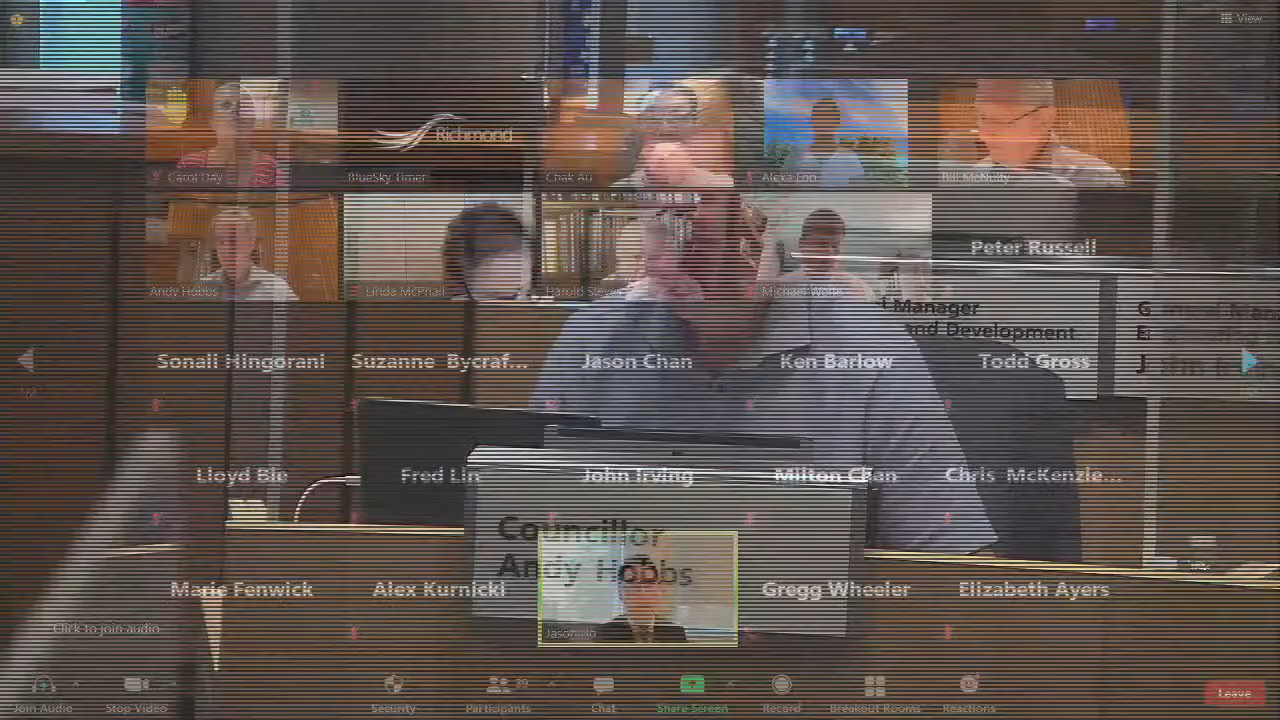 View
Richmond
Carol Day
BlueSky Timer
Chak Au
Alexa Loo
Bill McNulty
Peter Russell
Andy Hobbs
Linda McPhail
Harold Steves
Michael Wolfe
Manager
and Development
G
E
J
Sonali Hingorani
Suzanne Bycraf...
Jason Chan
Ken Barlow
Todd Gross
Lloyd Bie
Fred Lin
John Irving
Milton Chan
Chris McKenzie...
Councillor
Andy Hobbs
Marie Fenwick
Alex Kurnicki
Jason Ho
Gregg Wheeler
Elizabeth Ayers
Click to join audio
Join Audio
Stop Video
Security
Participants
39
Chat
Share Screen
Record
Breakout Rooms
Reactions
Leave